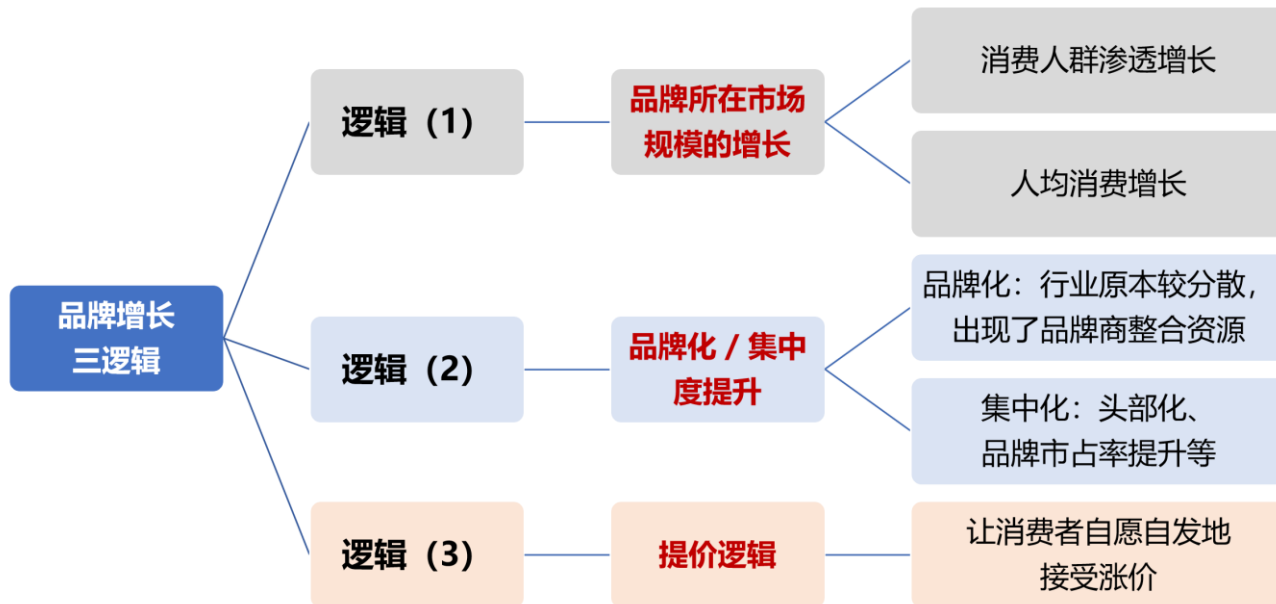 品牌增长
三逻辑
逻辑（1）
品牌所在市场
规模的增长
消费人群渗透增长
人均消费增长
逻辑（2）
品牌化 / 集中
度提升
品牌化：行业原本较分散，
出现了品牌商整合资源
集中化：头部化、
品牌市占率提升等
逻辑（3）
提价逻辑
让消费者自愿自发地
接受涨价